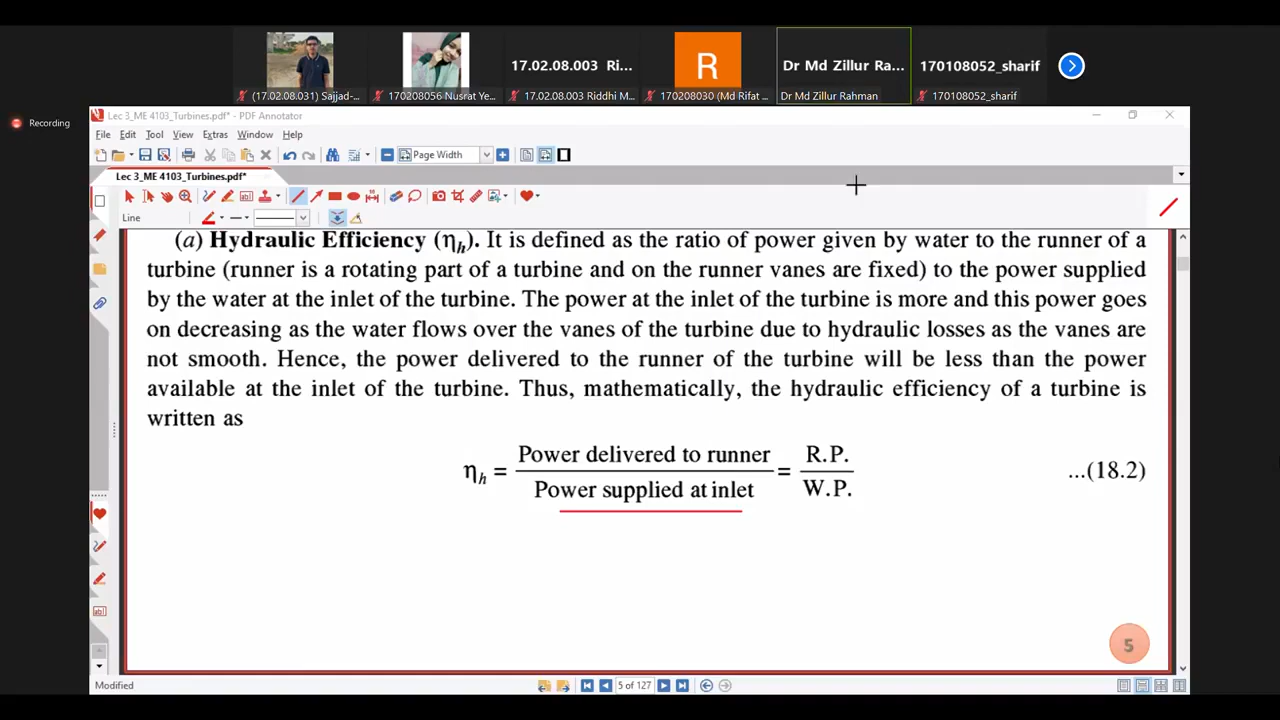 17.02.08.003 Ri...
R
Dr Md Zillur Ra...
170108052_sharif
(17.02.08.031) Sajjad-...
170208056 Nusrat Ye...
17.02.08.003 Riddhi M...
170208030 (Md Rifat ...
Dr Md Zillur Rahman
170108052_sharif
Recording
Lec 3_ME 4103_Turbines.pdf* - PDF Annotator
File Edit Tool View Extras Window Help
Page Width
Lec 3_ME 4103_Turbines.pdf*
Line
(a) Hydraulic Efficiency (ηh). It is defined as the ratio of power given by water to the runner of a
turbine (runner is a rotating part of a turbine and on the runner vanes are fixed) to the power supplied
by the water at the inlet of the turbine. The power at the inlet of the turbine is more and this power goes
on decreasing as the water flows over the vanes of the turbine due to hydraulic losses as the vanes are
not smooth. Hence, the power delivered to the runner of the turbine will be less than the power
available at the inlet of the turbine. Thus, mathematically, the hydraulic efficiency of a turbine is
written as
ηh = Power delivered to runner / Power supplied at inlet = R.P. / W.P. ...(18.2)
5
Modified
5 of 127